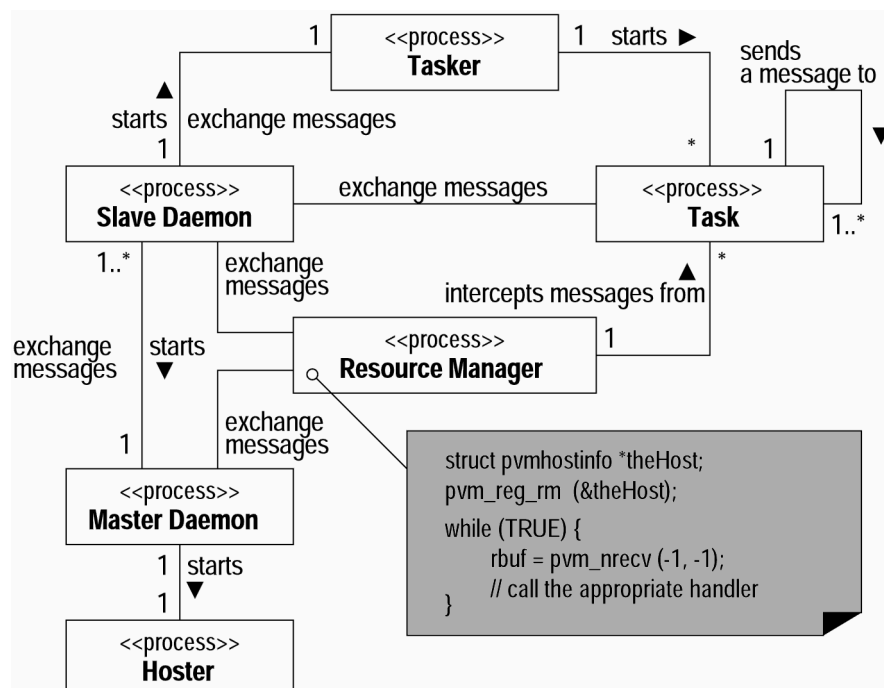 1
<<process>>
Tasker
1
starts ►
sends
a message to
▼
▲
starts
exchange messages
1
*
1
<<process>>
Slave Daemon
exchange messages
<<process>>
Task
1..*
1..*
exchange
messages
*
▲
intercepts messages from
exchange
messages
starts
▼
<<process>>
Resource Manager
1
exchange
messages
1
<<process>>
Master Daemon
struct pvmhostinfo *theHost;
pvm_reg_rm (&theHost);
while (TRUE) {
rbuf = pvm_nrecv (-1, -1);
// call the appropriate handler
}
1
starts
▼
1
<<process>>
Hoster